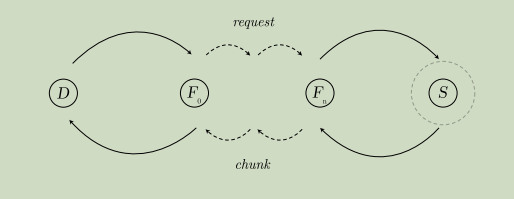 request
D F₀ Fₙ S
chunk